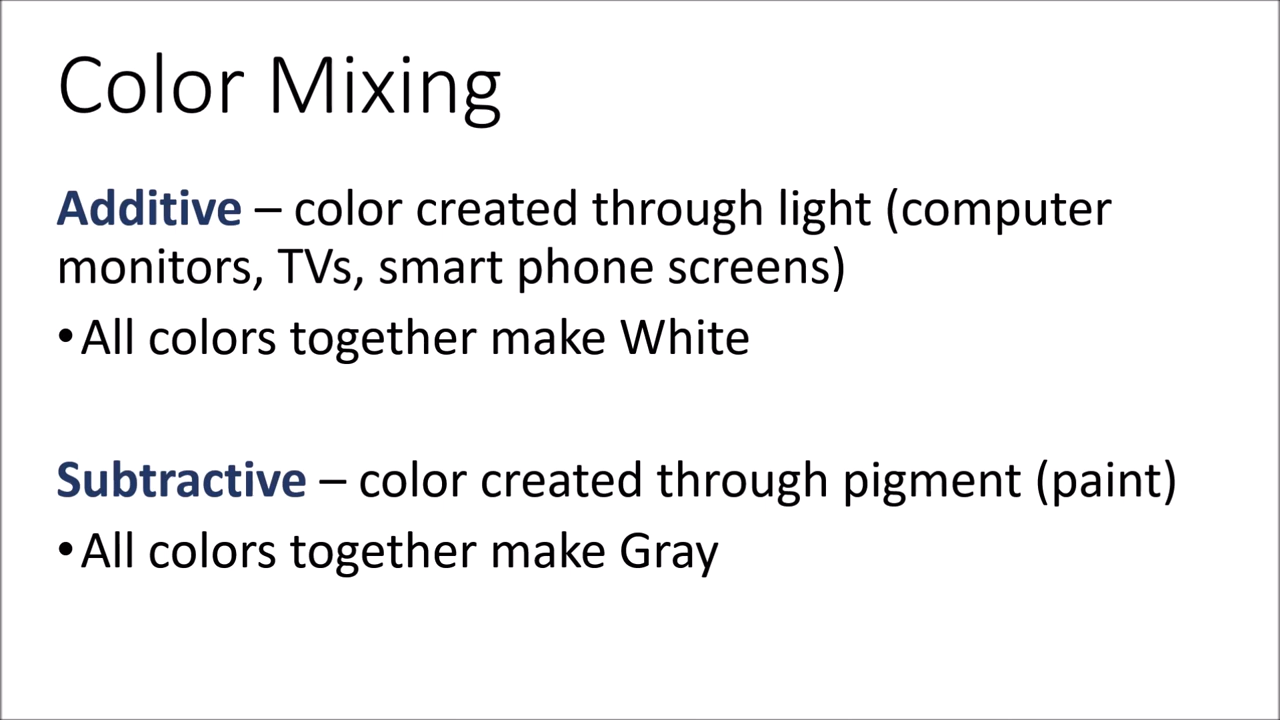 Color Mixing
Additive – color created through light (computer
monitors, TVs, smart phone screens)
•All colors together make White
Subtractive – color created through pigment (paint)
•All colors together make Gray